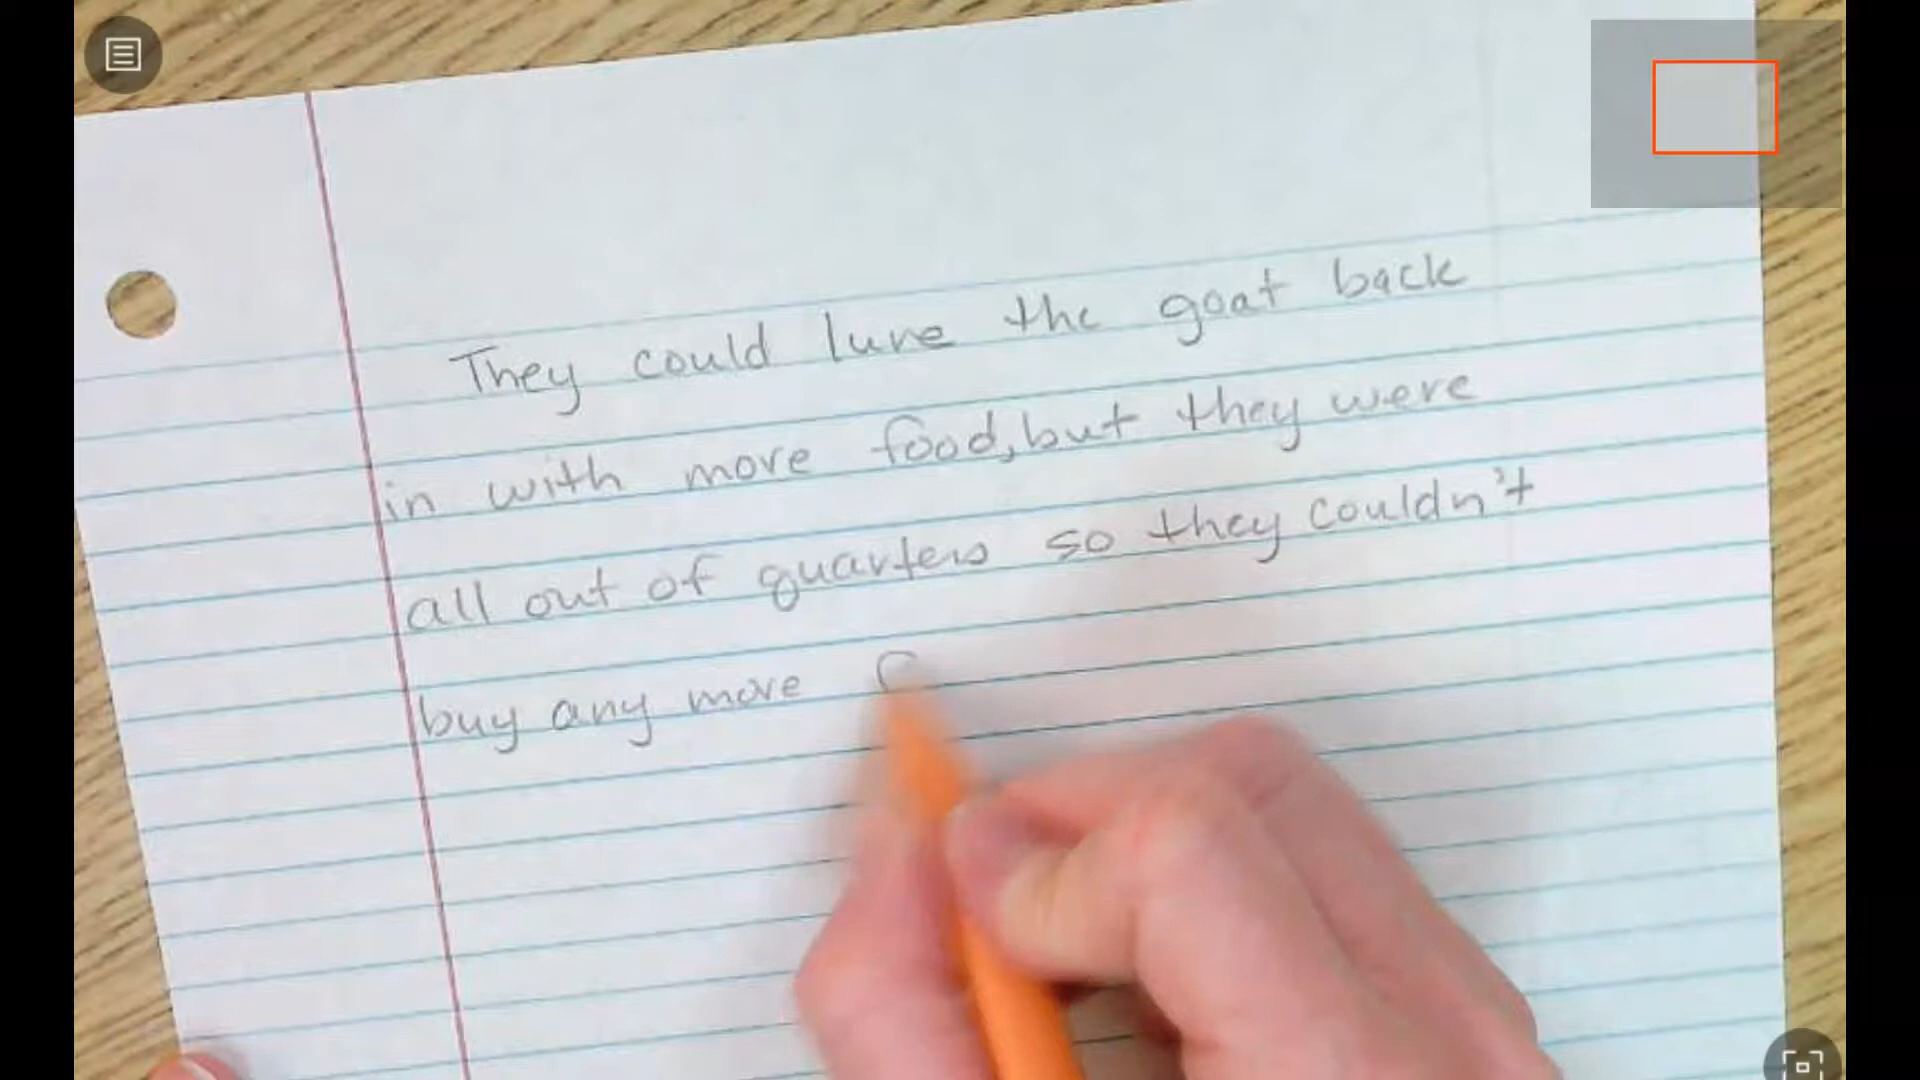 They could lure the goat back
in with more food, but they were
all out of quarters so they couldn't
buy any more